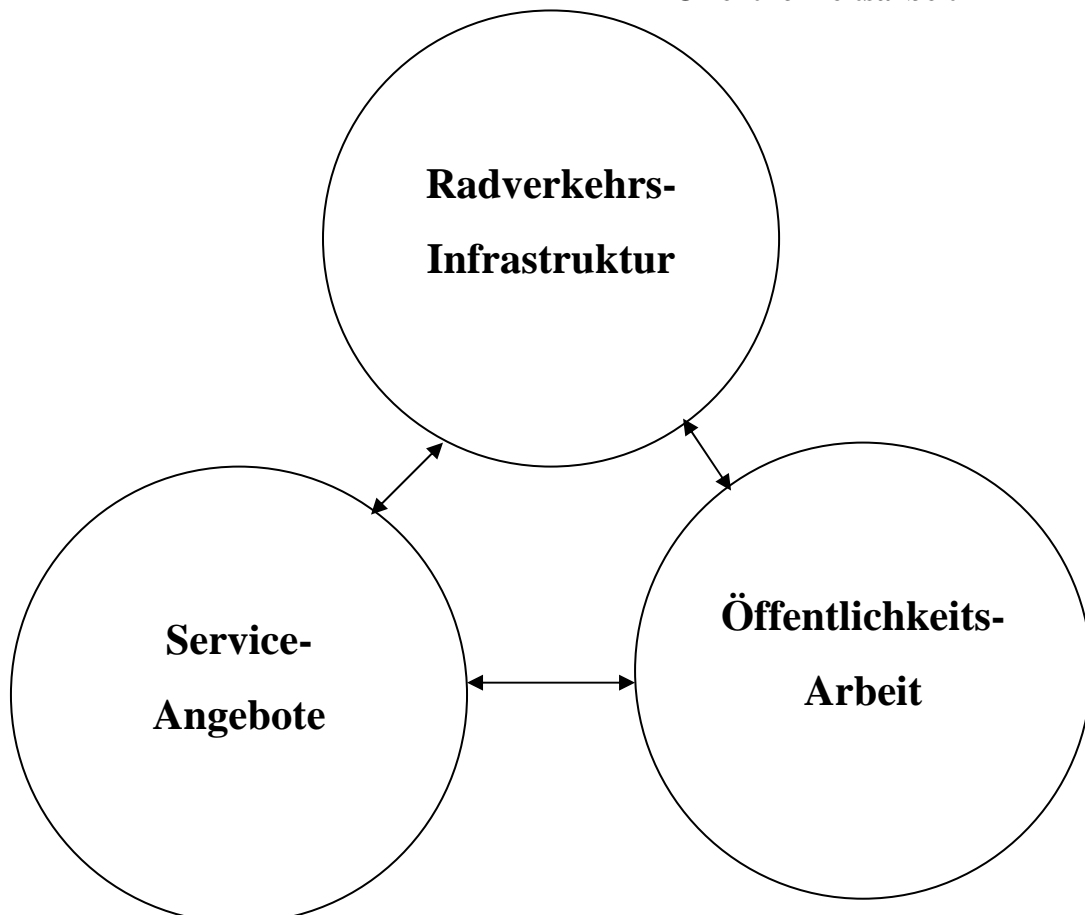 Radverkehrs-
Infrastruktur
Service-
Angebote
Öffentlichkeits-
Arbeit